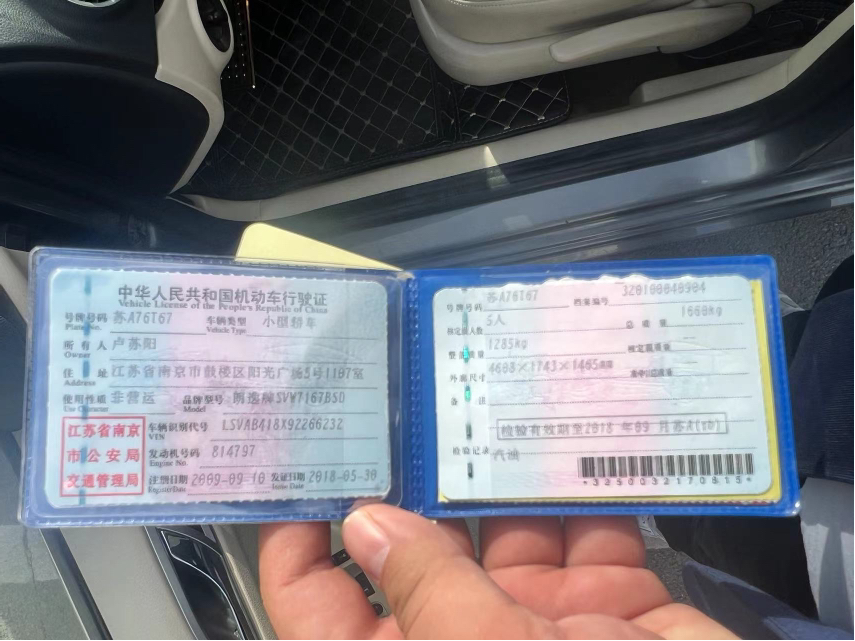 中华人民共和国机动车行驶证
Vehicle License of the People's Republic of China
号牌号码 苏A76T67 车辆类型 小型轿车
Plate No. Vehicle Type
所有人 卢苏阳
Owner
住址 江苏省南京市鼓楼区阳光广场5号1107室
Address
使用性质 非营运 品牌型号 朗逸牌SVW7167BSD
Use Character Model
江苏省南京
市公安局
交通管理局
车辆识别代号 LSVAB418X92266232
VIN
发动机号码 814797
Engine No.
注册日期 2009-09-10 发证日期 2018-05-30
Register Date Issue Date
号牌号码 苏A76T67 档案编号 320100848904
核定载人数 5人 总质量 1660kg
整备质量 1285kg 核定载质量
外廓尺寸 4603×1743×1465mm 准牵引总质量
备注
检验有效期至2018年09月苏A(10)
检验记录 汽油
*3250032170815*